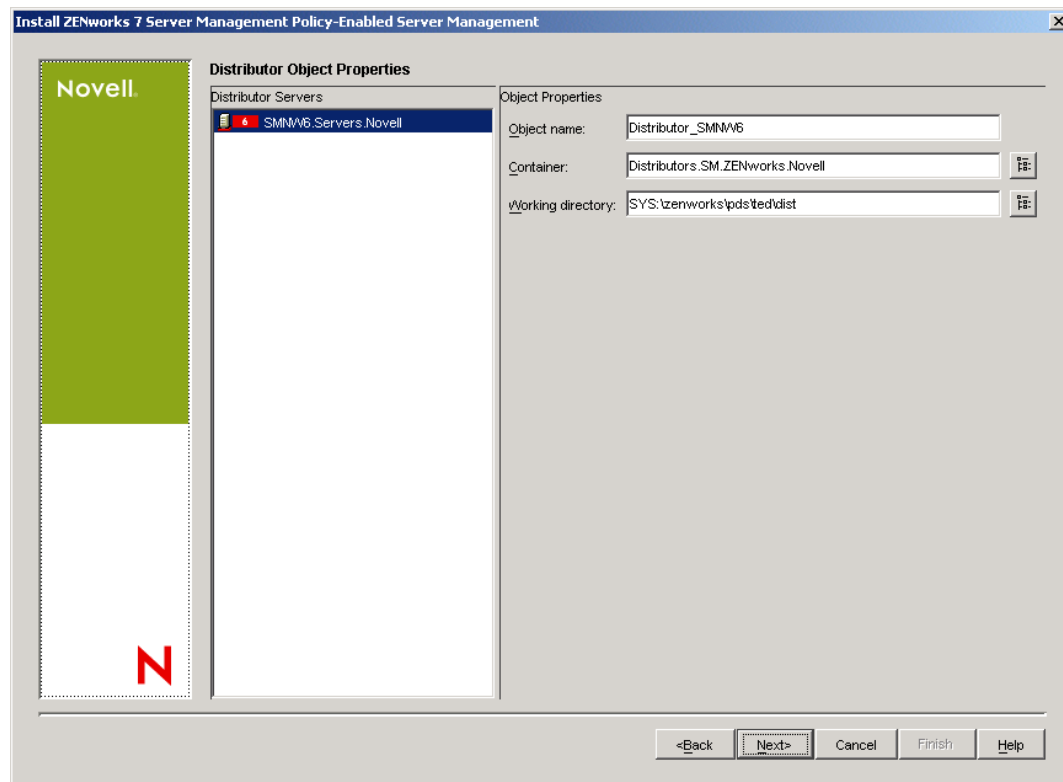 Install ZENworks 7 Server Management Policy-Enabled Server Management
Novell.
Distributor Object Properties
Distributor Servers
6 SMNW6.Servers.Novell
Object Properties
Object name: Distributor_SMNW6
Container: Distributors.SM.ZENworks.Novell
Working directory: SYS:\zenworks\pds\ted\dist
N
<Back Next> Cancel Finish Help